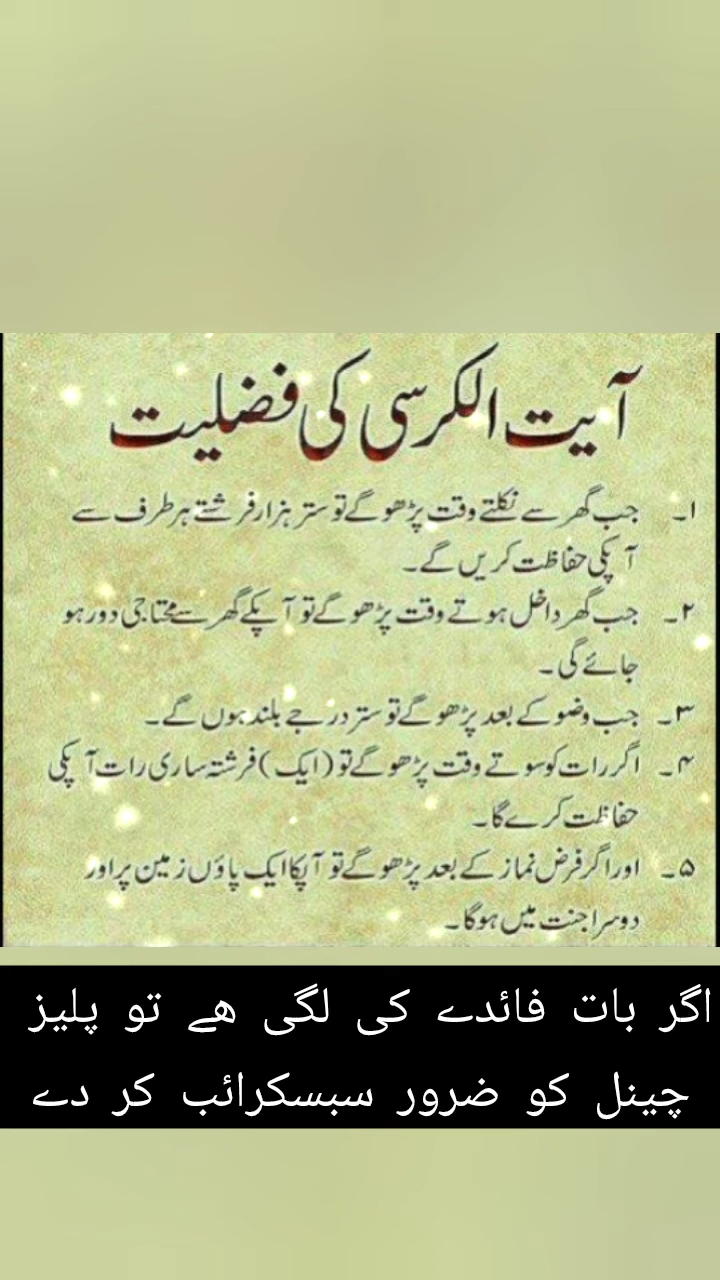 آیت الکرسی کی فضلیت
۱۔ جب گھر سے نکلتے وقت پڑھو گے تو ستر ہزار فرشتے ہر طرف سے
آپکی حفاظت کریں گے۔
۲۔ جب گھر داخل ہوتے وقت پڑھو گے تو آپکے گھر سے محتاجی دور ہو
جائے گی۔
۳۔ جب وضو کے بعد پڑھو گے تو ستر درجے بلند ہوں گے۔
۴۔ اگر رات کو سوتے وقت پڑھو گے تو (ایک) فرشتہ ساری رات آپکی
حفاظت کرے گا۔
۵۔ اور اگر فرض نماز کے بعد پڑھو گے تو آپکا ایک پاؤں زمین پر اور
دوسرا جنت میں ہوگا۔
اگر بات فائدے کی لگی ھے تو پلیز
چینل کو ضرور سبسکرائب کر دے